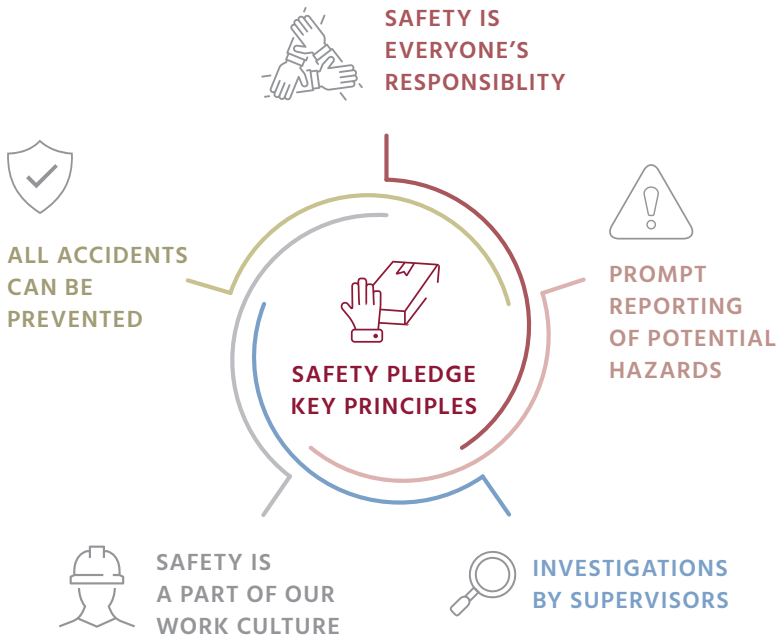 SAFETY IS
EVERYONE'S
RESPONSIBLITY
ALL ACCIDENTS
CAN BE
PREVENTED
PROMPT
REPORTING
OF POTENTIAL
HAZARDS
SAFETY PLEDGE
KEY PRINCIPLES
SAFETY IS
A PART OF OUR
WORK CULTURE
INVESTIGATIONS
BY SUPERVISORS